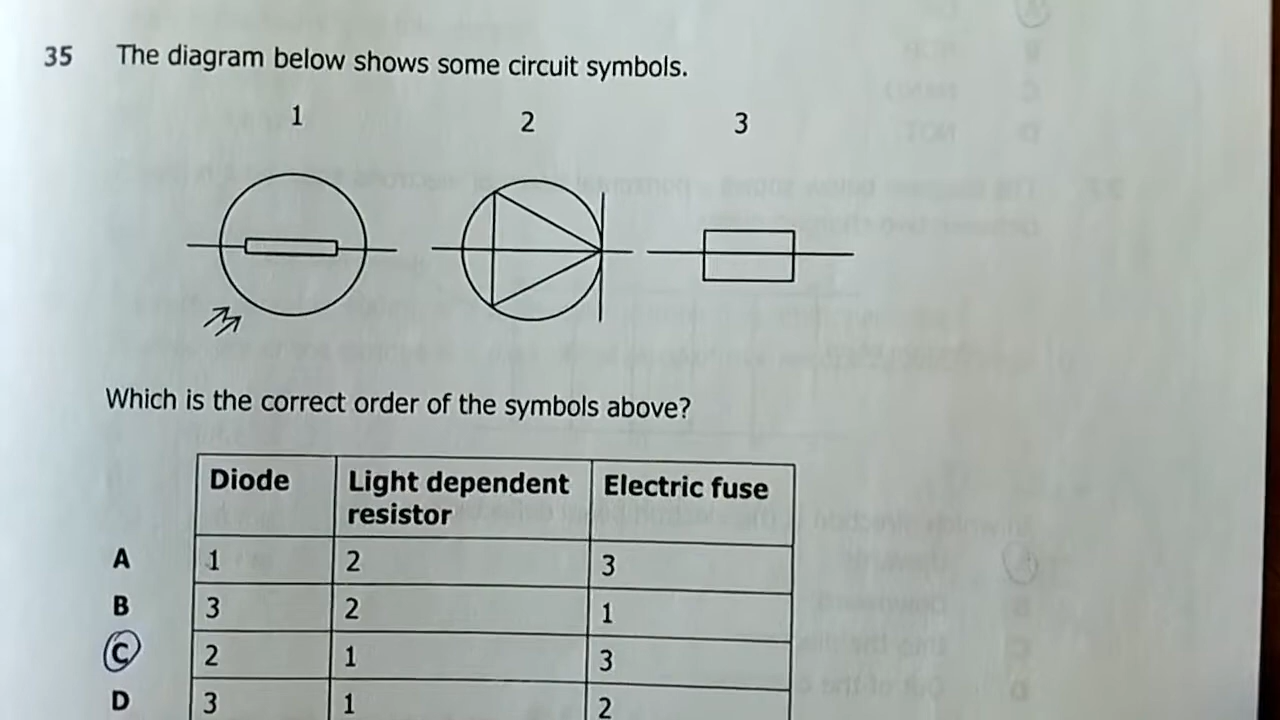 35 The diagram below shows some circuit symbols.
1 2 3
Which is the correct order of the symbols above?
Diode Light dependent resistor Electric fuse
A 1 2 3
B 3 2 1
C 2 1 3
D 3 1 2